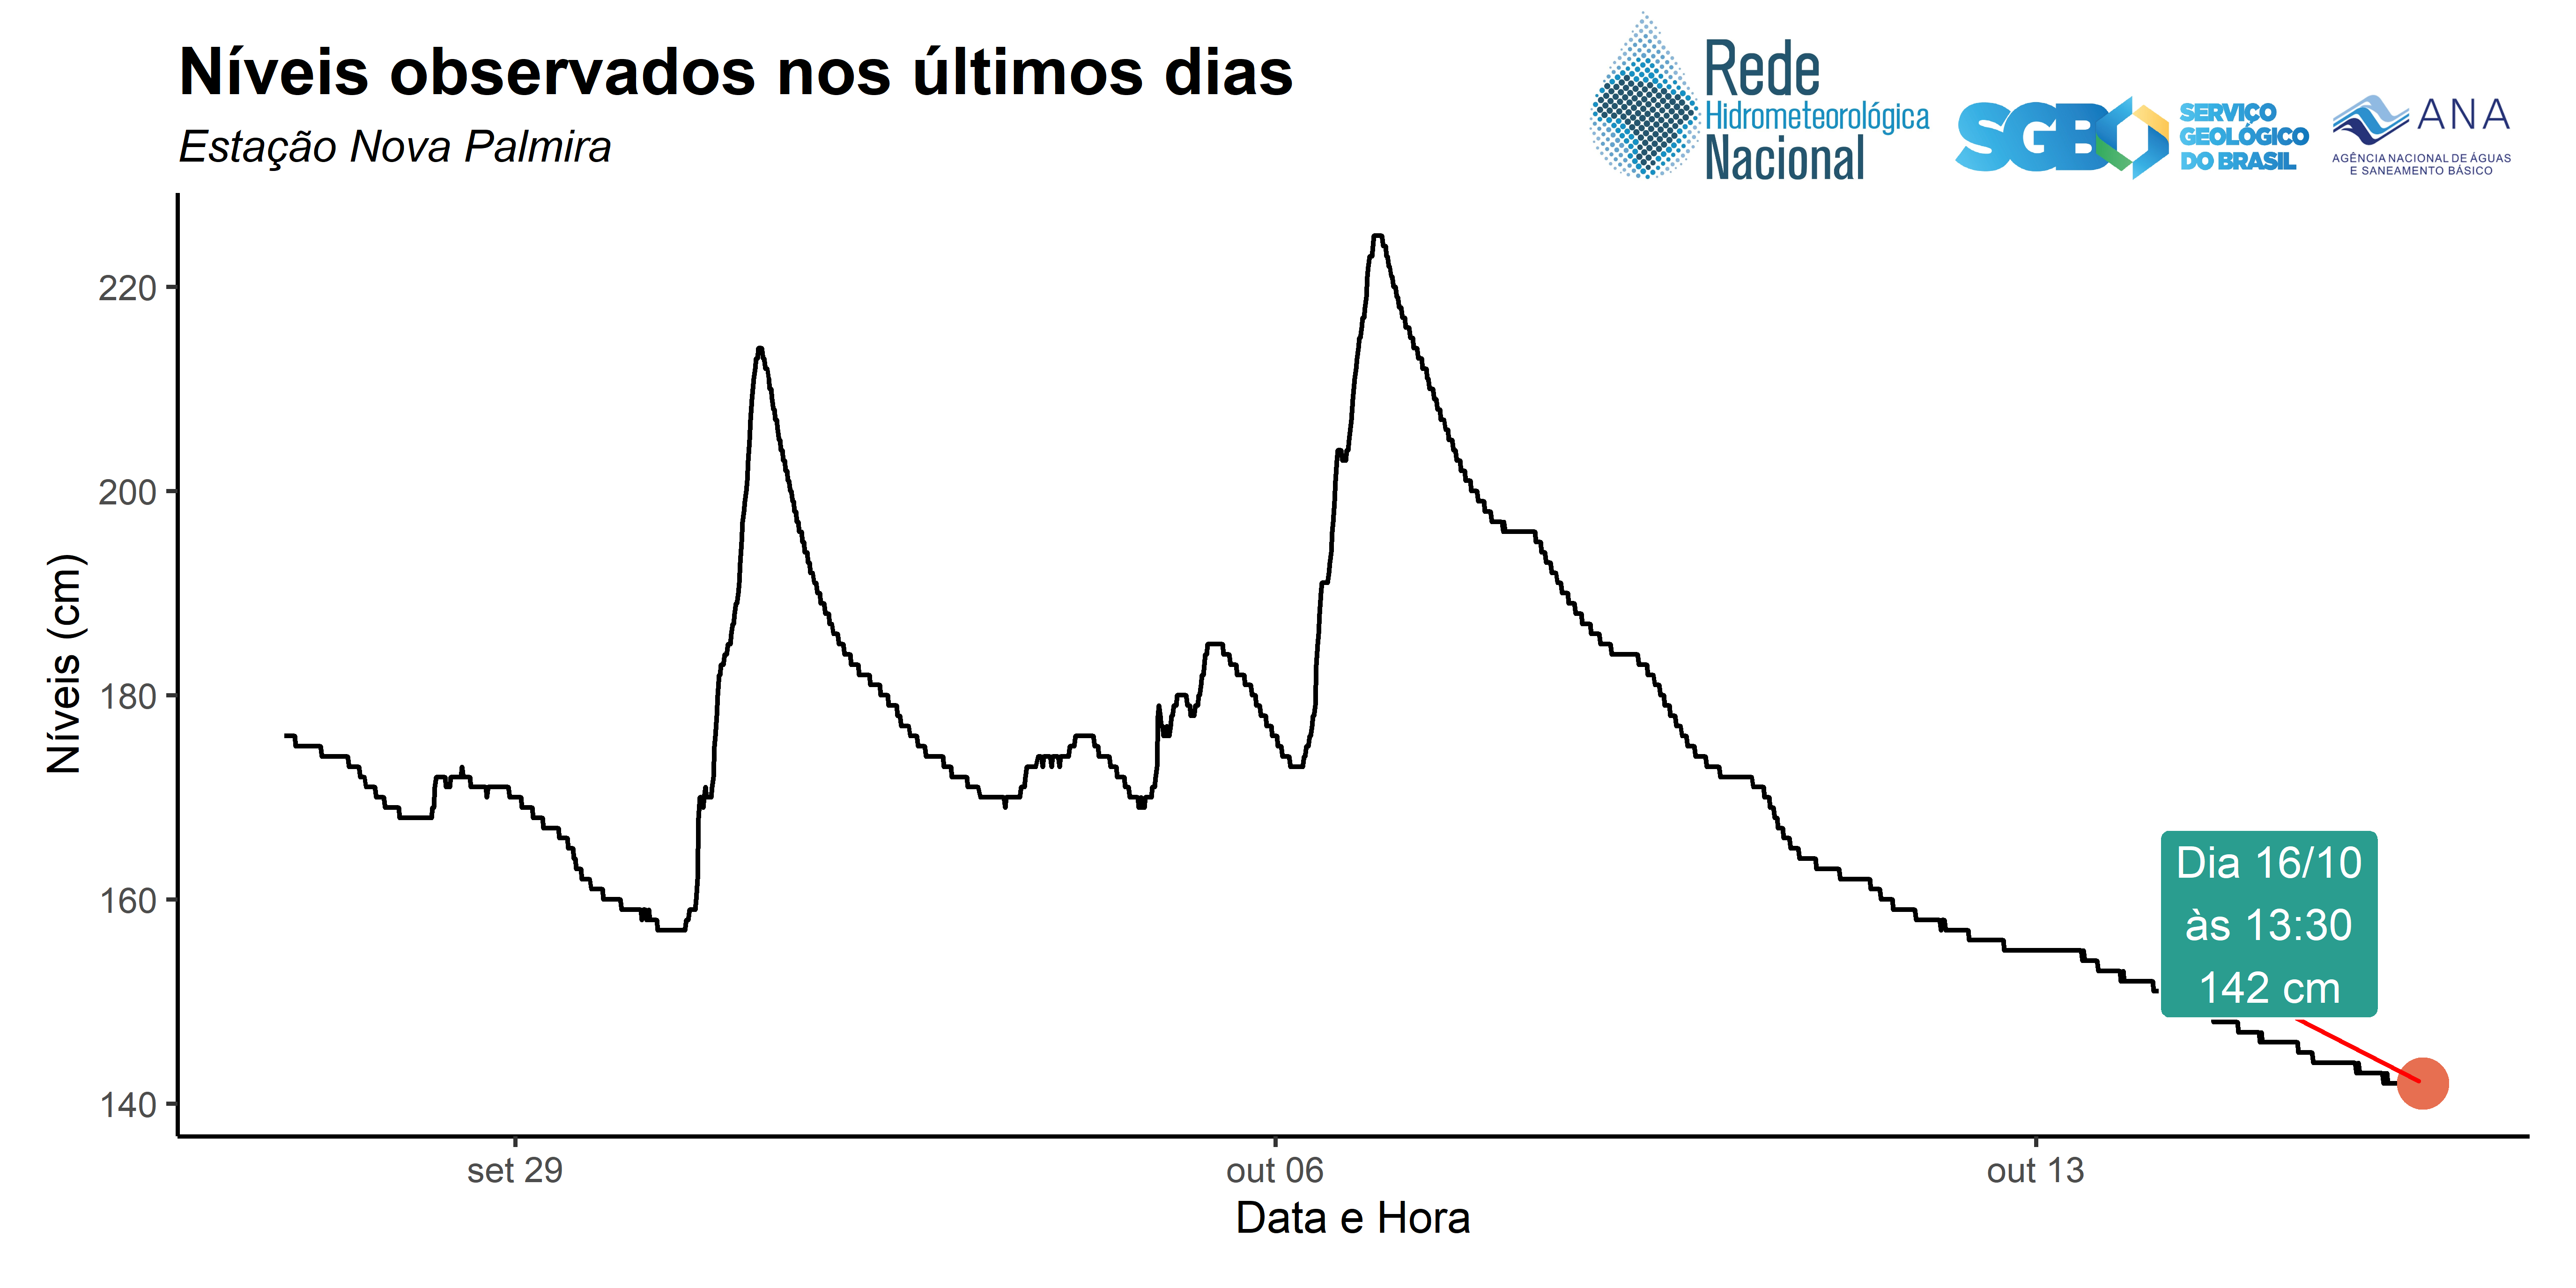 Níveis observados nos últimos dias
Estação Nova Palmira
Rede
Hidrometeorológica
Nacional
SGB
SERVIÇO
GEOLÓGICO
DO BRASIL
ANA
AGÊNCIA NACIONAL DE ÁGUAS
E SANEAMENTO BÁSICO
Níveis (cm)
220
200
180
160
140
Dia 16/10
às 13:30
142 cm
set 29
out 06
out 13
Data e Hora